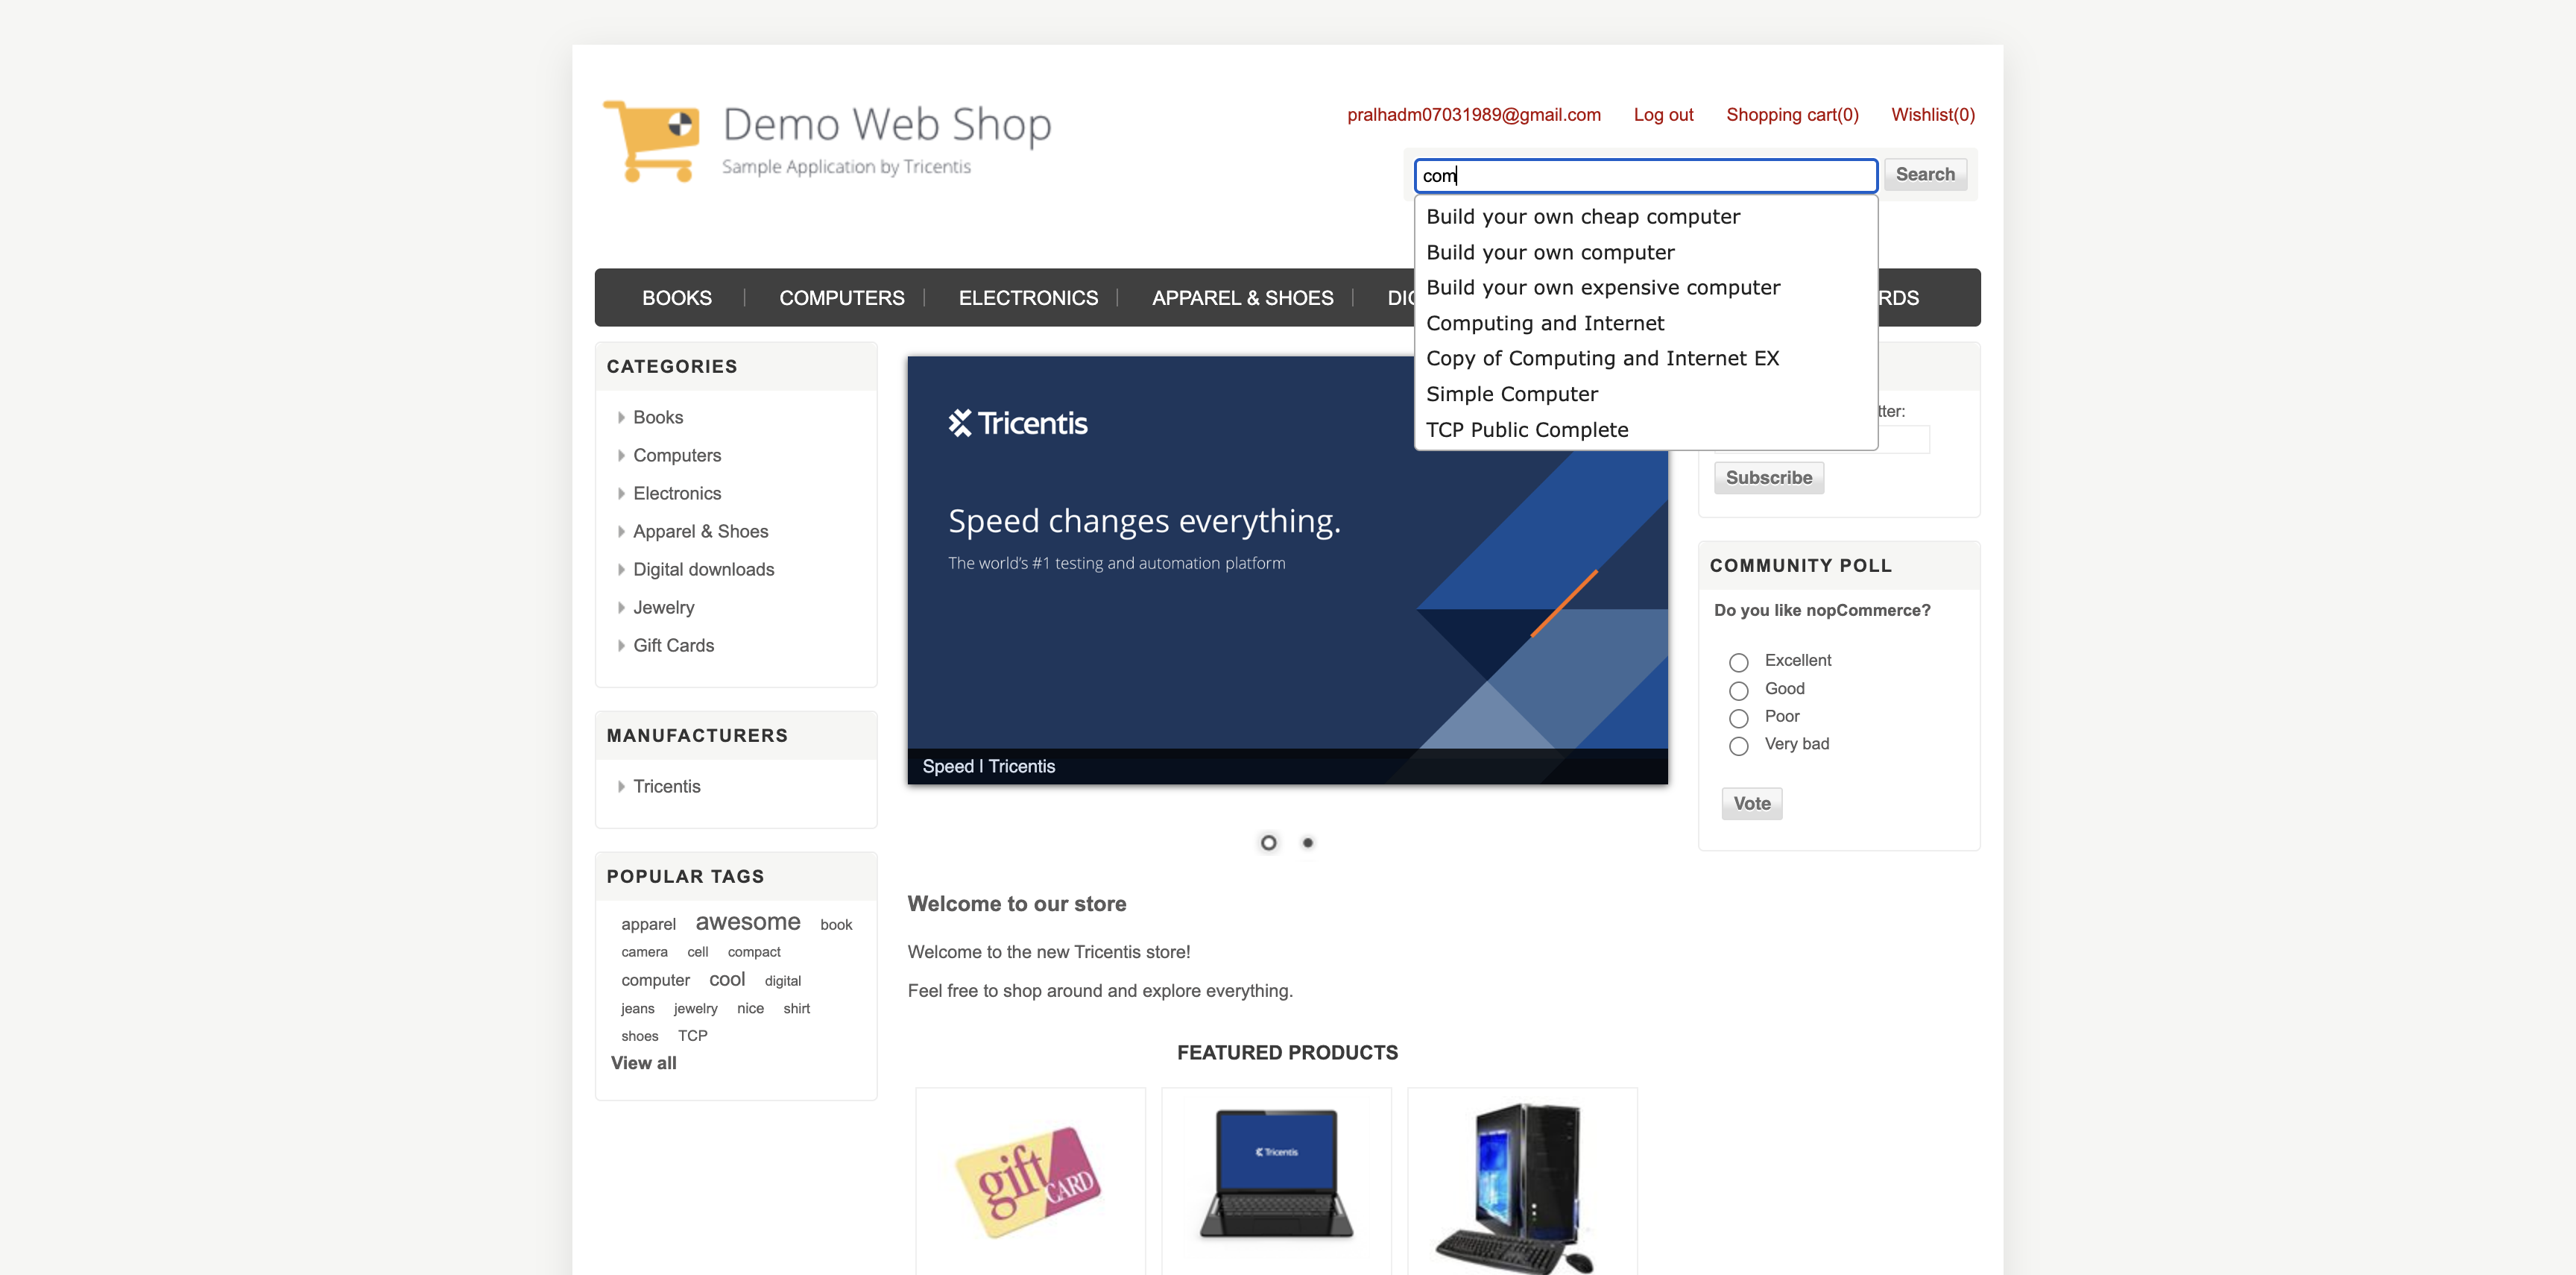 Demo Web Shop
Sample Application by Tricentis
pralhadm07031989@gmail.com Log out Shopping cart(0) Wishlist(0)
com Search
Build your own cheap computer
Build your own computer
Build your own expensive computer
Computing and Internet
Copy of Computing and Internet EX
Simple Computer
TCP Public Complete
BOOKS COMPUTERS ELECTRONICS APPAREL & SHOES
CATEGORIES
Books
Computers
Electronics
Apparel & Shoes
Digital downloads
Jewelry
Gift Cards
MANUFACTURERS
Tricentis
POPULAR TAGS
apparel awesome book
camera cell compact
computer cool digital
jeans jewelry nice shirt
shoes TCP
View all
Tricentis
Speed changes everything.
The world's #1 testing and automation platform
Speed | Tricentis
Welcome to our store
Welcome to the new Tricentis store!
Feel free to shop around and explore everything.
FEATURED PRODUCTS
gift CARD
Tricentis
Subscribe
COMMUNITY POLL
Do you like nopCommerce?
Excellent
Good
Poor
Very bad
Vote